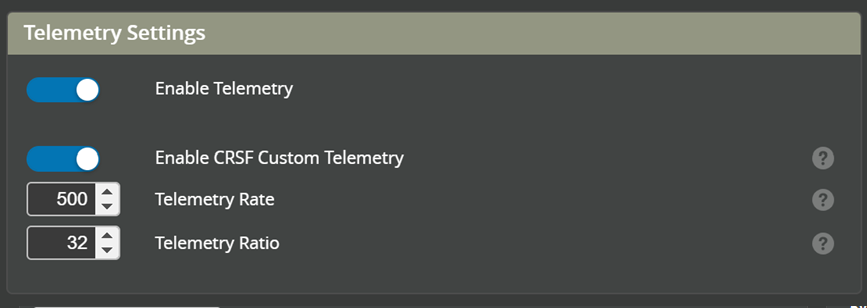 Telemetry Settings
Enable Telemetry
Enable CRSF Custom Telemetry ?
500 Telemetry Rate ?
32 Telemetry Ratio ?